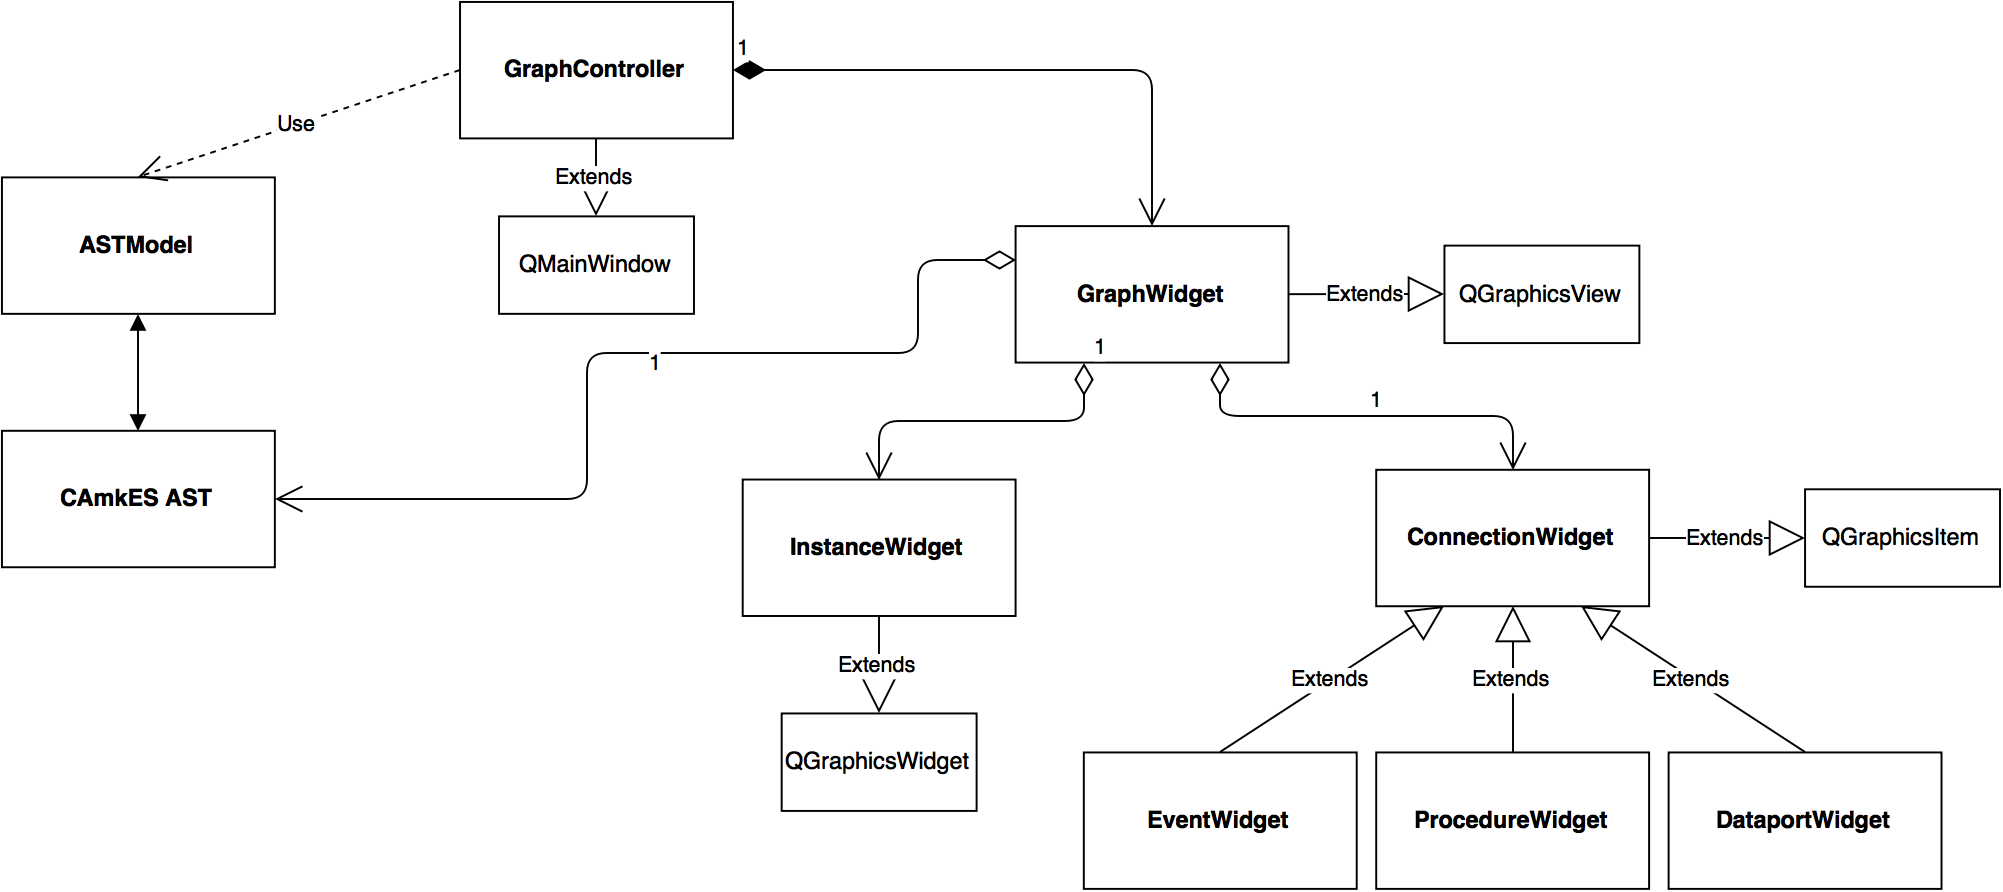 1
GraphController
Use
Extends
ASTModel
QMainWindow
GraphWidget
Extends
QGraphicsView
1
1
1
CAmkES AST
InstanceWidget
ConnectionWidget
Extends
QGraphicsItem
Extends
Extends
Extends
Extends
QGraphicsWidget
EventWidget
ProcedureWidget
DataportWidget